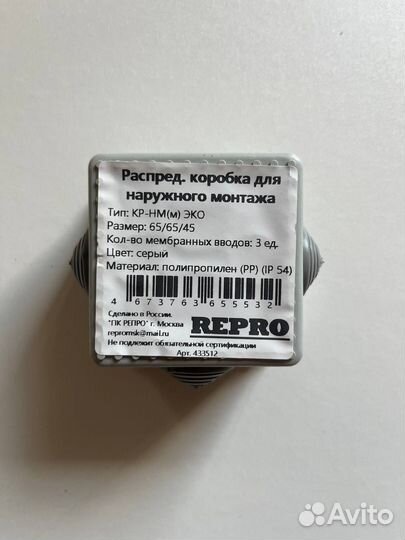 Распред. коробка для
наружного монтажа
Тип: КР-НМ(м) ЭКО
Размер: 65/65/45
Кол-во мембранных вводов: 3 ед.
Цвет: серый
Материал: полипропилен (PP) (IP 54)
4 673763 655532
Сделано в России.
"ПК РЕПРО" г. Москва
repromsk@mail.ru
REPRO
Не подлежит обязательной сертификации
Арт. 433512
Avito